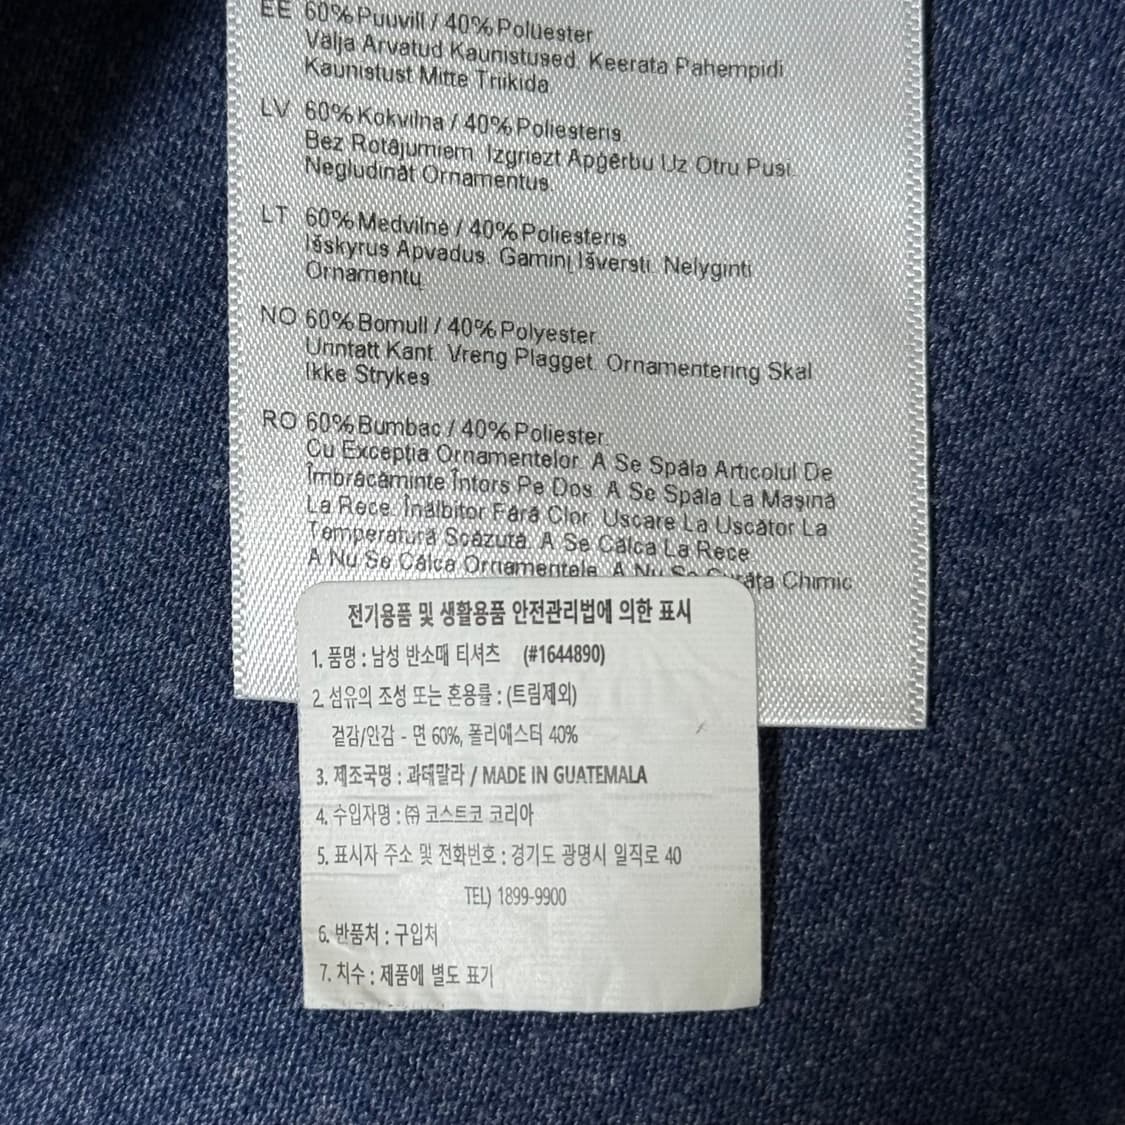 EE 60% Puuvill / 40% Polüester
Välja Arvatud Kaunistused. Keerata Pahempidi
Kaunistust Mitte Triikida
LV 60% Kokvilna / 40% Poliesteris
Bez Rotājumiem. Izgriezt Apģērbu Uz Otru Pusi.
Negludināt Ornamentus
LT 60% Medvilnė / 40% Poliesteris
Išskyrus Apvadus. Gaminį Išversti. Nelyginti
Ornamentų
NO 60% Bomull / 40% Polyester
Unntatt Kant. Vreng Plagget. Ornamentering Skal
Ikke Strykes
RO 60% Bumbac / 40% Poliester.
Cu Excepția Ornamentelor. A Se Spăla Articolul De
Îmbrăcăminte Întors Pe Dos. A Se Spăla La Mașină
La Rece. Înălbitor Fără Clor. Uscare La Uscător La
Temperatură Scăzută. A Se Călca La Rece.
A Nu Se Călca Ornamentele. A Nu Se Curăța Chimic
전기용품 및 생활용품 안전관리법에 의한 표시
1. 품명 : 남성 반소매 티셔츠 (#1644890)
2. 섬유의 조성 또는 혼용률 : (트림제외)
겉감/안감 - 면 60%, 폴리에스터 40%
3. 제조국명 : 과테말라 / MADE IN GUATEMALA
4. 수입자명 : ㈜ 코스트코 코리아
5. 표시자 주소 및 전화번호 : 경기도 광명시 일직로 40
TEL) 1899-9900
6. 반품처 : 구입처
7. 치수 : 제품에 별도 표기